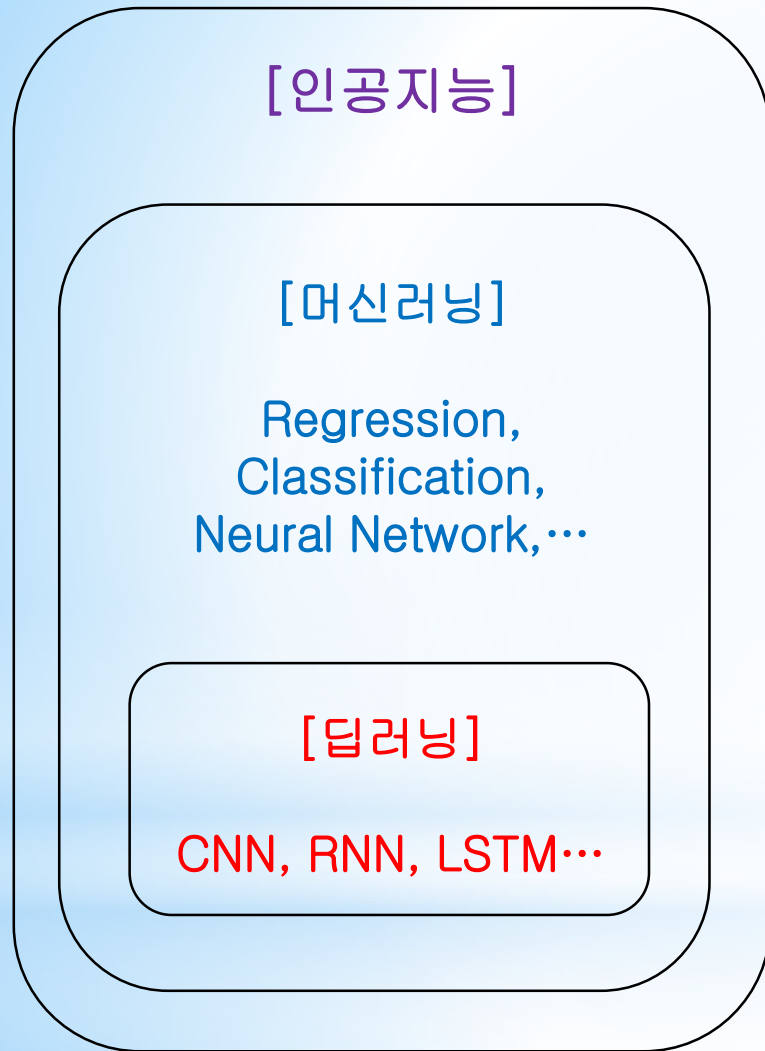 [인공지능]
[머신러닝]
Regression,
Classification,
Neural Network,…
[딥러닝]
CNN, RNN, LSTM…